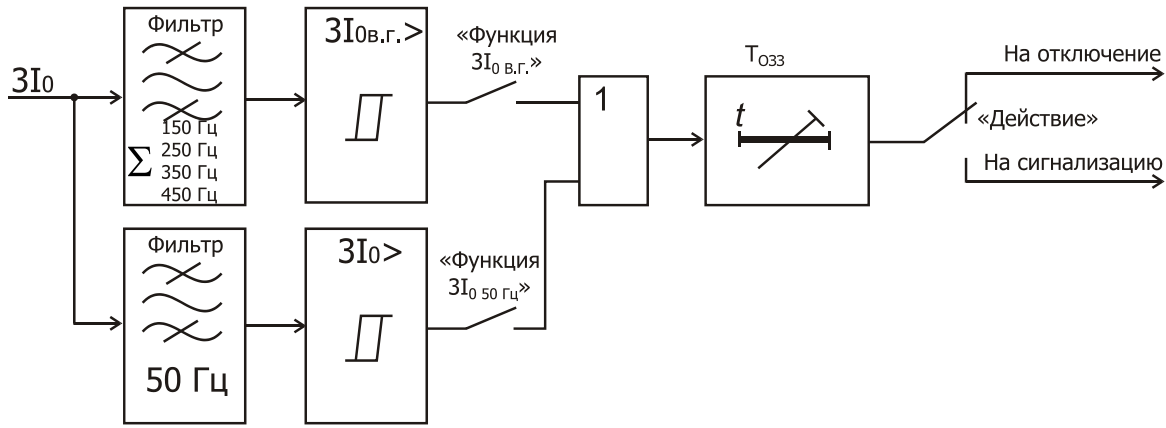 3I0
Фильтр
Σ
150 Гц
250 Гц
350 Гц
450 Гц
3I0в.г.>
«Функция
3I0 В.Г.»
1
TОЗЗ
t
На отключение
«Действие»
На сигнализацию
Фильтр
50 Гц
3I0>
«Функция
3I0 50 Гц»